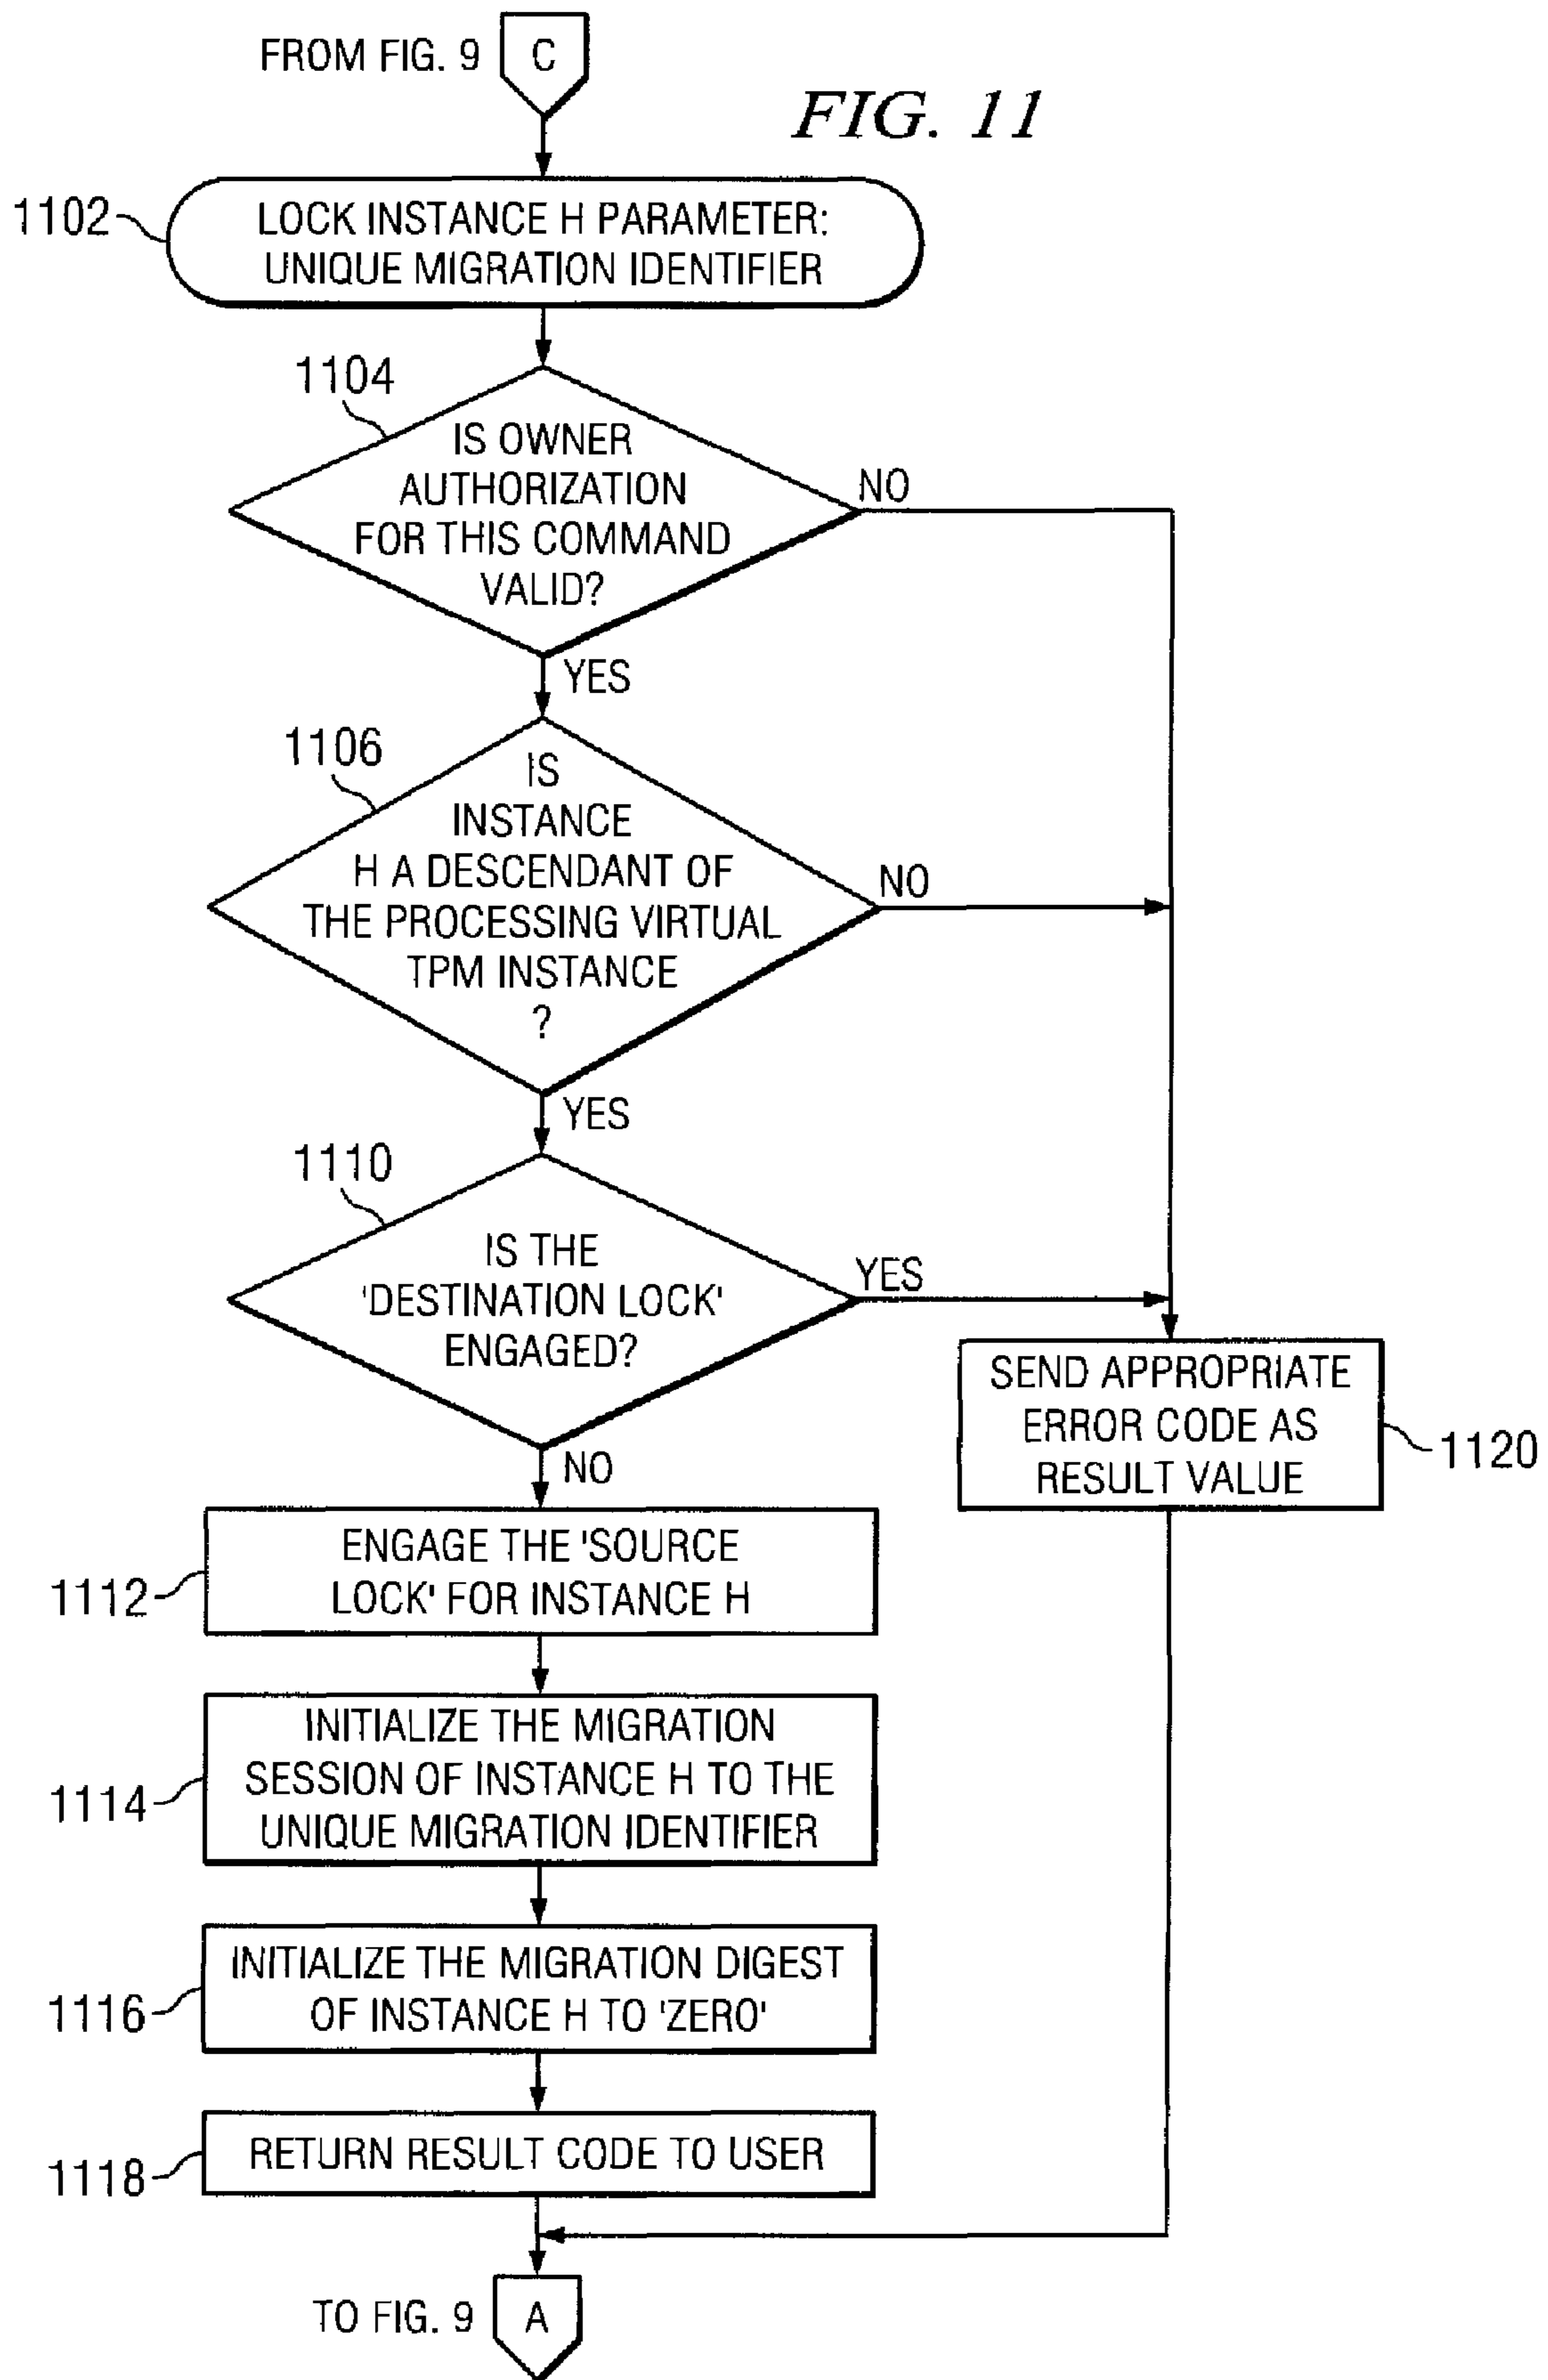 FROM FIG. 9
C
FIG. 11
1102
LOCK INSTANCE H PARAMETER:
UNIQUE MIGRATION IDENTIFIER
1104
IS OWNER
AUTHORIZATION
FOR THIS COMMAND
VALID?
NO
YES
1106
IS
INSTANCE
H A DESCENDANT OF
THE PROCESSING VIRTUAL
TPM INSTANCE
?
NO
YES
1110
IS THE
'DESTINATION LOCK'
ENGAGED?
YES
NO
SEND APPROPRIATE
ERROR CODE AS
RESULT VALUE
1120
ENGAGE THE 'SOURCE
LOCK' FOR INSTANCE H
1112
INITIALIZE THE MIGRATION
SESSION OF INSTANCE H TO THE
UNIQUE MIGRATION IDENTIFIER
1114
INITIALIZE THE MIGRATION DIGEST
OF INSTANCE H TO 'ZERO'
1116
RETURN RESULT CODE TO USER
1118
TO FIG. 9
A